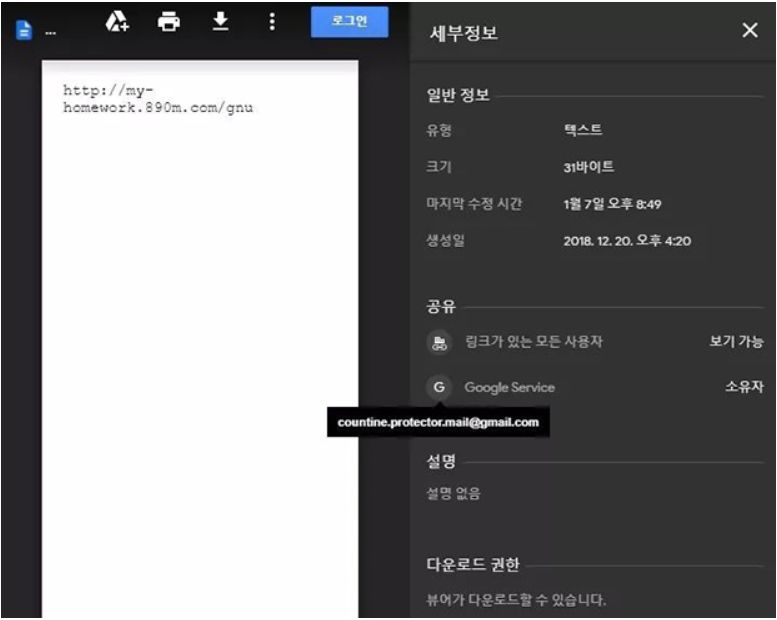 ...
로그인
http://my-
homework.890m.com/gnu
세부정보
일반 정보
유형 텍스트
크기 31바이트
마지막 수정 시간 1월 7일 오후 8:49
생성일 2018. 12. 20. 오후 4:20
공유
링크가 있는 모든 사용자 보기 가능
G Google Service 소유자
countine.protector.mail@gmail.com
설명
설명 없음
다운로드 권한
뷰어가 다운로드할 수 있습니다.